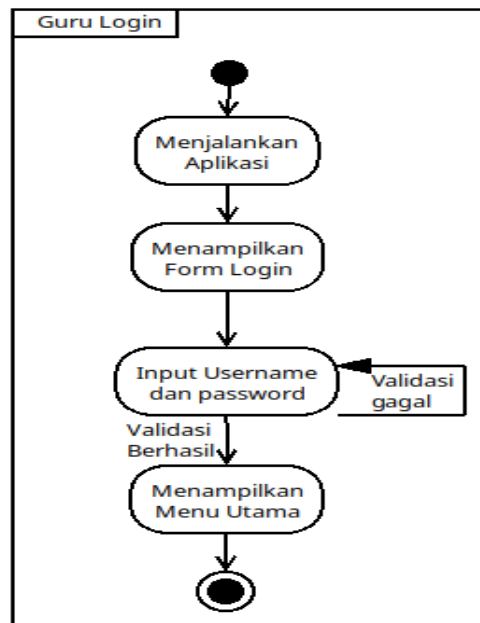 Guru Login
Menjalankan
Aplikasi
Menampilkan
Form Login
Input Username
dan password
Validasi
gagal
Validasi
Berhasil
Menampilkan
Menu Utama